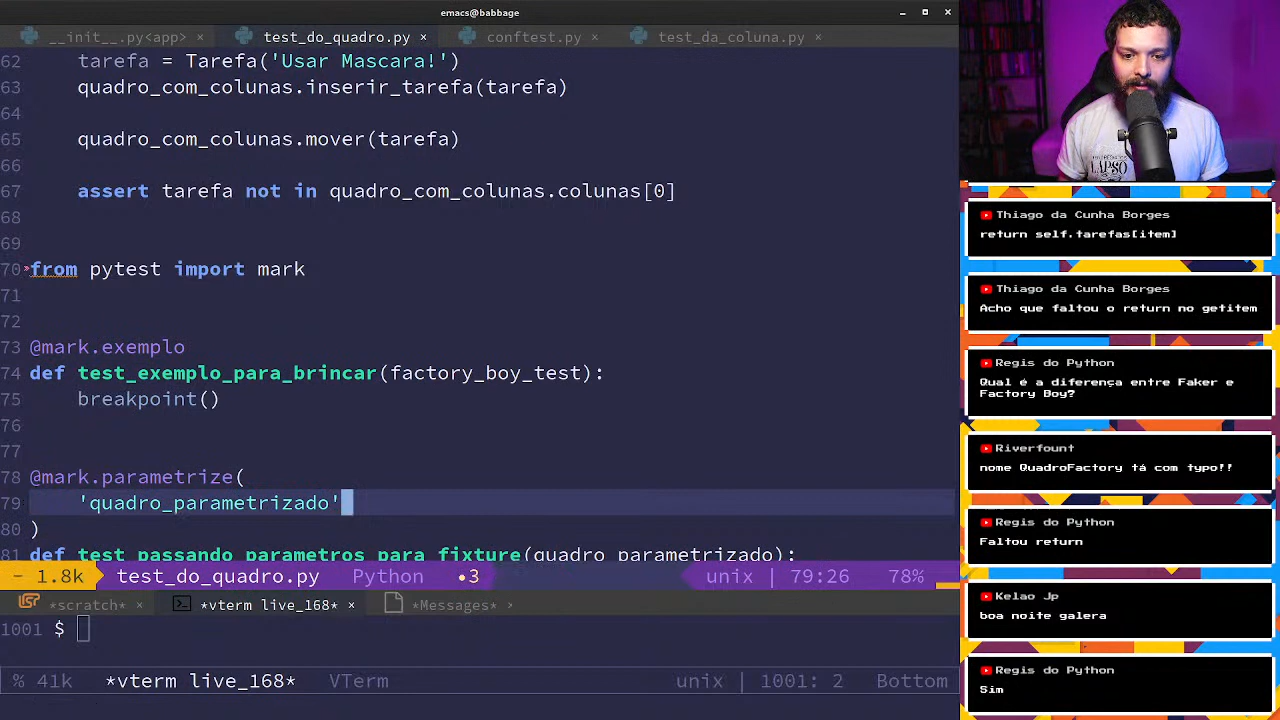 emacs@babbage
__init__.py<app> ×
test_do_quadro.py ×
conftest.py ×
test_da_coluna.py ×
62 tarefa = Tarefa('Usar Mascara!')
63 quadro_com_colunas.inserir_tarefa(tarefa)
64
65 quadro_com_colunas.mover(tarefa)
66
67 assert tarefa not in quadro_com_colunas.colunas[0]
68
69
70 from pytest import mark
71
72
73 @mark.exemplo
74 def test_exemplo_para_brincar(factory_boy_test):
75 breakpoint()
76
77
78 @mark.parametrize(
79 'quadro_parametrizado'
80 )
81 def test_passando_parametros_para_fixture(quadro_parametrizado):
- 1.8k test_do_quadro.py Python •3 unix | 79:26 78%
*scratch* × *vterm live_168* × *Messages* ›
1001 $
% 41k *vterm live_168* VTerm unix | 1001: 2 Bottom
LAPSO
Thiago da Cunha Borges
return self.tarefas[item]
Thiago da Cunha Borges
Acho que faltou o return no getitem
Regis do Python
Qual é a diferença entre Faker e
Factory Boy?
Riverfount
nome QuadroFactory tá com typo!!
Regis do Python
Faltou return
Kelao Jp
boa noite galera
Regis do Python
Sim